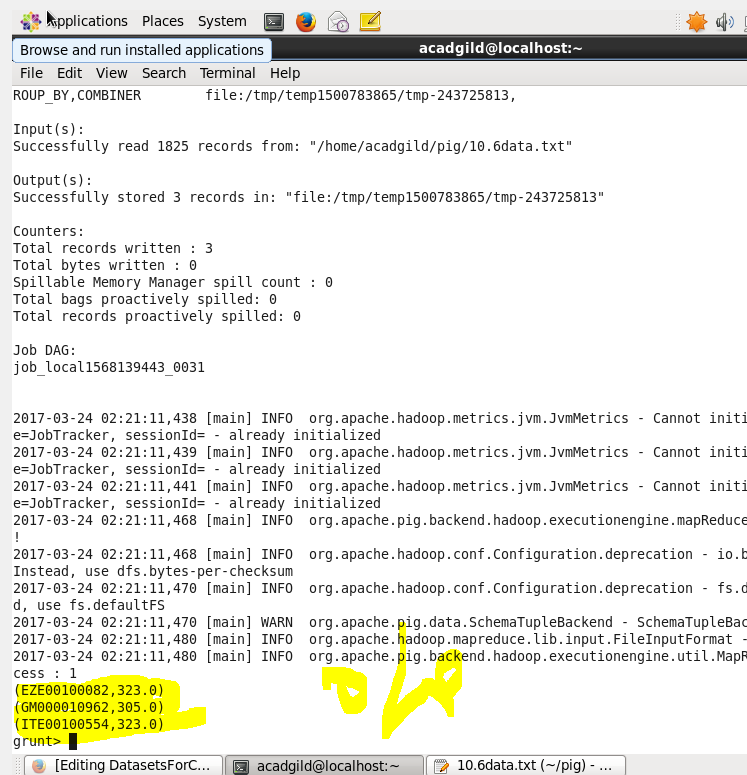 Applications Places System
Browse and run installed applications
acadgild@localhost:~
File Edit View Search Terminal Help
ROUP_BY,COMBINER file:/tmp/temp1500783865/tmp-243725813,
Input(s):
Successfully read 1825 records from: "/home/acadgild/pig/10.6data.txt"
Output(s):
Successfully stored 3 records in: "file:/tmp/temp1500783865/tmp-243725813"
Counters:
Total records written : 3
Total bytes written : 0
Spillable Memory Manager spill count : 0
Total bags proactively spilled: 0
Total records proactively spilled: 0
Job DAG:
job_local1568139443_0031
2017-03-24 02:21:11,438 [main] INFO org.apache.hadoop.metrics.jvm.JvmMetrics - Cannot initi
e=JobTracker, sessionId= - already initialized
2017-03-24 02:21:11,439 [main] INFO org.apache.hadoop.metrics.jvm.JvmMetrics - Cannot initi
e=JobTracker, sessionId= - already initialized
2017-03-24 02:21:11,441 [main] INFO org.apache.hadoop.metrics.jvm.JvmMetrics - Cannot initi
e=JobTracker, sessionId= - already initialized
2017-03-24 02:21:11,468 [main] INFO org.apache.pig.backend.hadoop.executionengine.mapReduce
!
2017-03-24 02:21:11,468 [main] INFO org.apache.hadoop.conf.Configuration.deprecation - io.b
Instead, use dfs.bytes-per-checksum
2017-03-24 02:21:11,470 [main] INFO org.apache.hadoop.conf.Configuration.deprecation - fs.d
d, use fs.defaultFS
2017-03-24 02:21:11,470 [main] WARN org.apache.pig.data.SchemaTupleBackend - SchemaTupleBac
2017-03-24 02:21:11,480 [main] INFO org.apache.hadoop.mapreduce.lib.input.FileInputFormat -
2017-03-24 02:21:11,480 [main] INFO org.apache.pig.backend.hadoop.executionengine.util.MapR
cess : 1
(EZE00100082,323.0)
(GM000010962,305.0)
(ITE00100554,323.0)
grunt>
[Editing DatasetsForC... acadgild@localhost:~ 10.6data.txt (~/pig) - ...